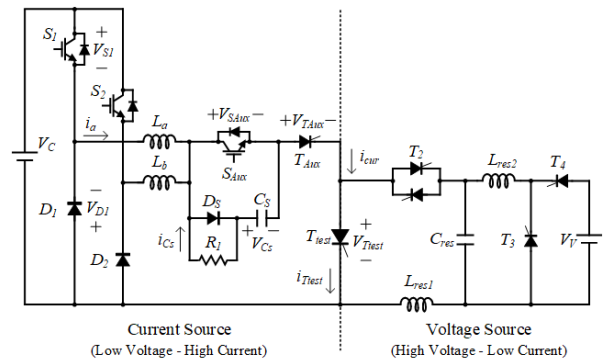 S1
+
VS1
−
S2
VC
ia
La
Lb
+VSAux−
SAux
+VTAux−
TAux
icur
T2
Lres2
T4
DS
CS
+ VCs −
iCs
R1
D1
−
VD1
+
D2
Ttest
+
VTtest
−
iTtest
Cres
T3
VV
Lres1
Current Source
(Low Voltage - High Current)
Voltage Source
(High Voltage - Low Current)